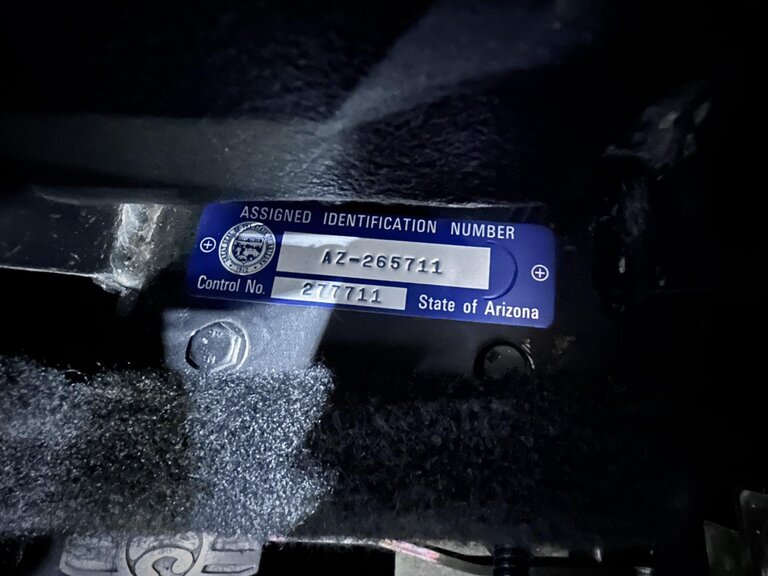 ASSIGNED IDENTIFICATION NUMBER
AZ-265711
Control No. 277711 State of Arizona